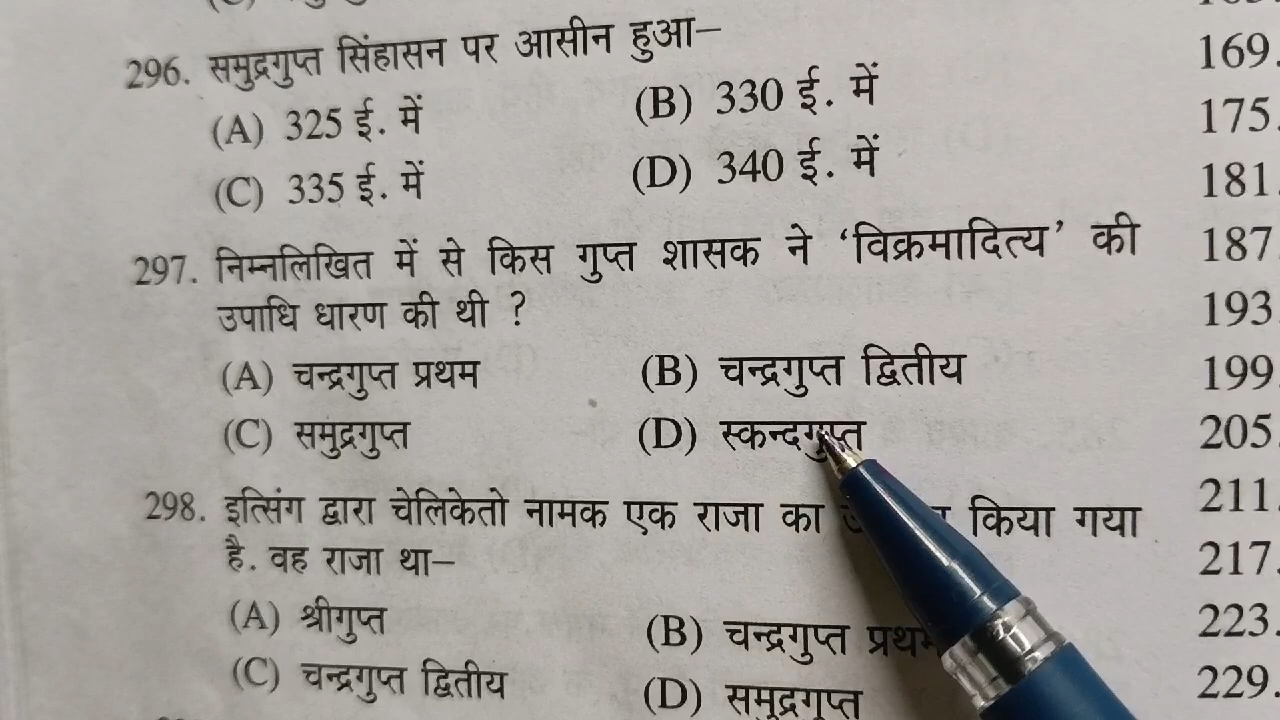 296. समुद्रगुप्त सिंहासन पर आसीन हुआ–
(A) 325 ई. में (B) 330 ई. में
(C) 335 ई. में (D) 340 ई. में
297. निम्नलिखित में से किस गुप्त शासक ने ‘विक्रमादित्य’ की
उपाधि धारण की थी ?
(A) चन्द्रगुप्त प्रथम (B) चन्द्रगुप्त द्वितीय
(C) समुद्रगुप्त (D) स्कन्दगुप्त
298. इत्सिंग द्वारा चेलिकेतो नामक एक राजा का किया गया
है. वह राजा था–
(A) श्रीगुप्त (B) चन्द्रगुप्त प्रथम
(C) चन्द्रगुप्त द्वितीय (D) समुद्रगुप्त
169.
175.
181.
187.
193.
199.
205.
211.
217.
223.
229.